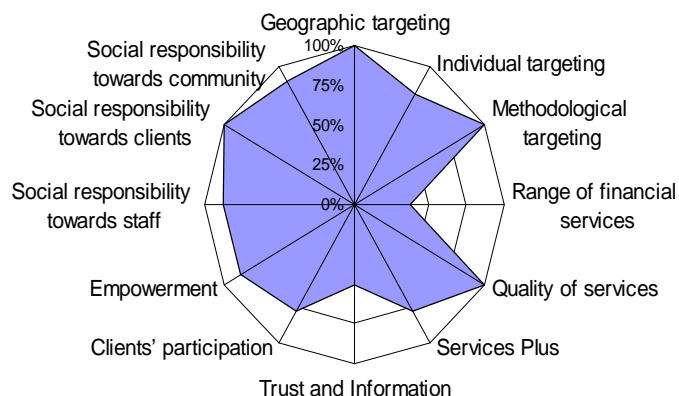 Geographic targeting
100%
75%
50%
25%
0%
Individual targeting
Methodological
targeting
Range of financial
services
Quality of services
Services Plus
Trust and Information
Clients' participation
Empowerment
Social responsibility
towards staff
Social responsibility
towards clients
Social responsibility
towards community